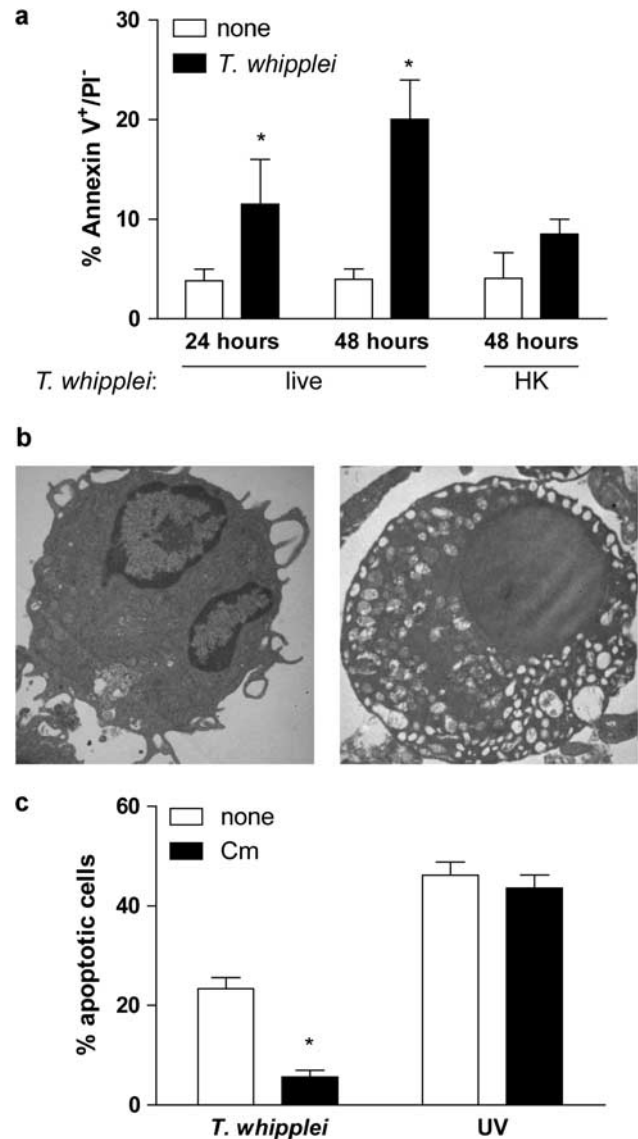 a
none
T. whipplei
*
*
% Annexin V⁺/PI⁻
30
20
10
0
24 hours 48 hours 48 hours
T. whipplei: live HK
b
c
none
Cm
% apoptotic cells
60
40
20
0
*
T. whipplei UV